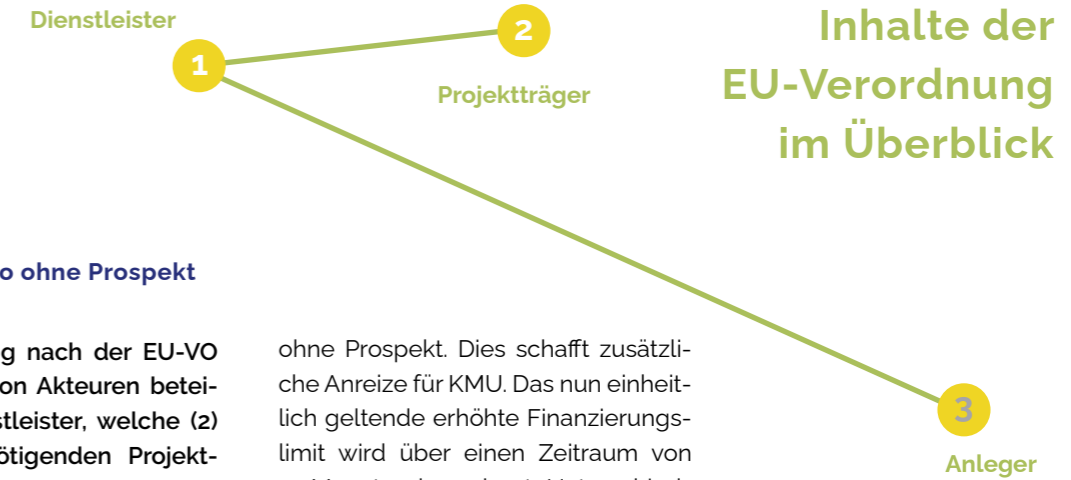 Dienstleister
1
2
Projektträger
Inhalte der
EU-Verordnung
im Überblick
o ohne Prospekt
g nach der EU-VO
on Akteuren betei-
stleister, welche (2)
ötigenden Projekt-
ohne Prospekt. Dies schafft zusätzli-
che Anreize für KMU. Das nun einheit-
lich geltende erhöhte Finanzierungs-
limit wird über einen Zeitraum von
3
Anleger